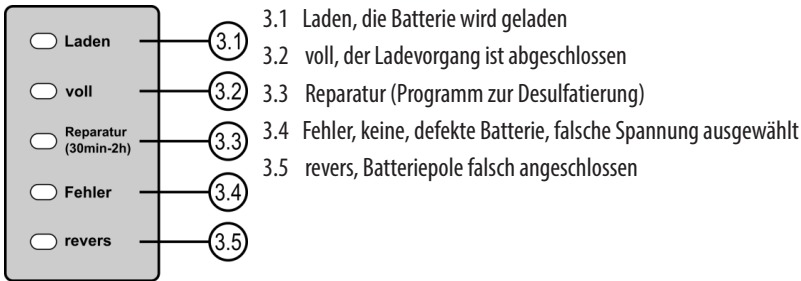 Laden
voll
Reparatur
(30min-2h)
Fehler
revers
3.1
3.2
3.3
3.4
3.5
3.1 Laden, die Batterie wird geladen
3.2 voll, der Ladevorgang ist abgeschlossen
3.3 Reparatur (Programm zur Desulfatierung)
3.4 Fehler, keine, defekte Batterie, falsche Spannung ausgewählt
3.5 revers, Batteriepole falsch angeschlossen